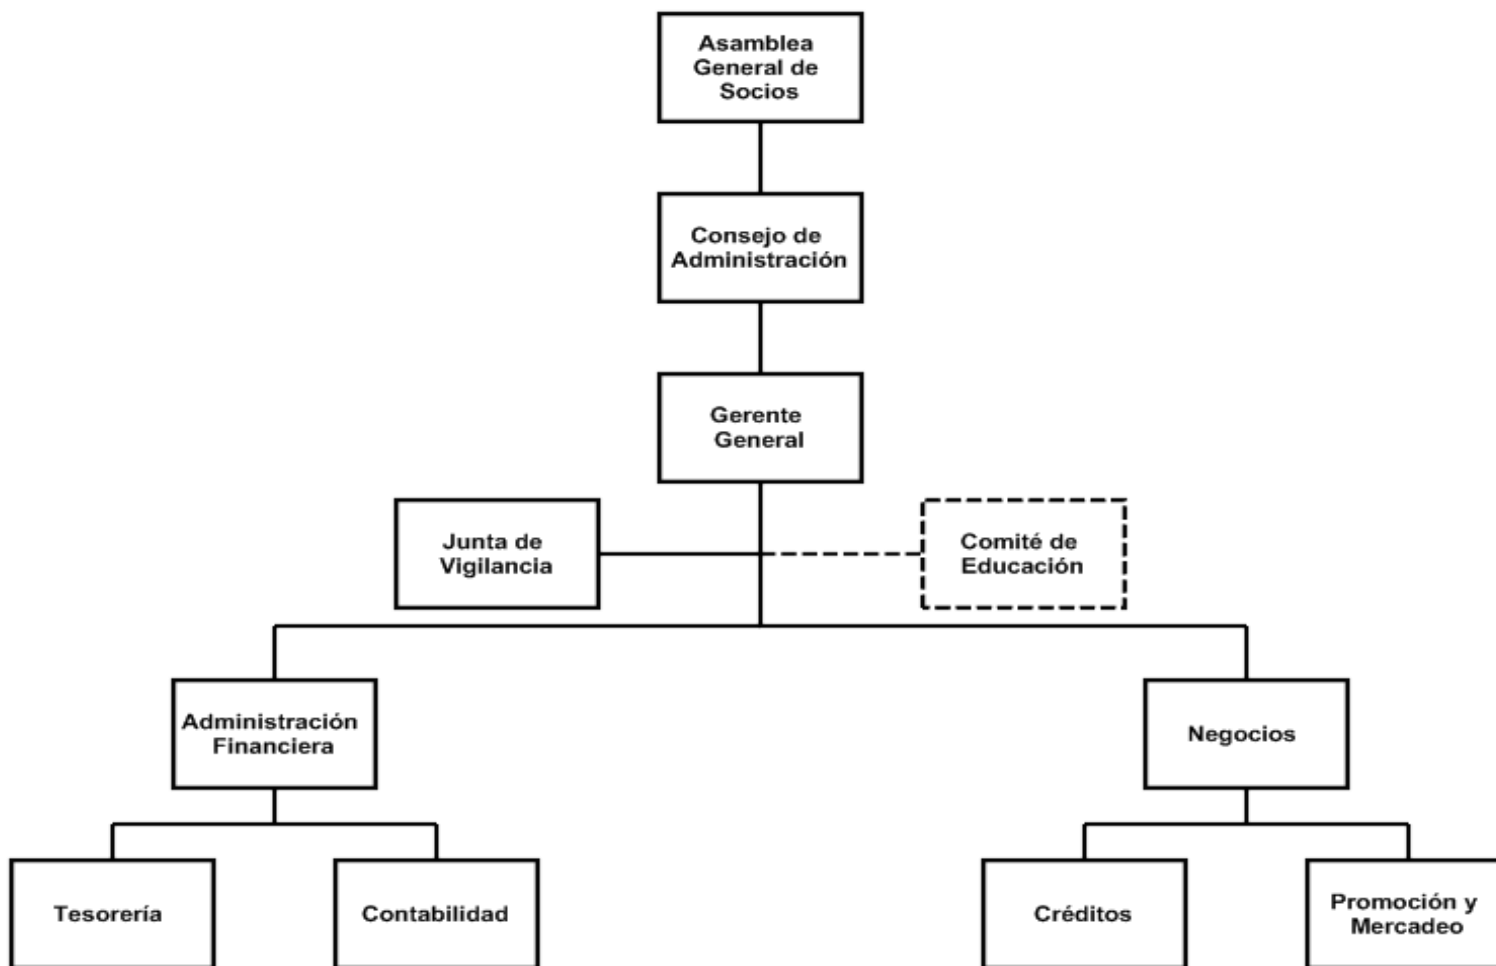 Asamblea
General de
Socios
Consejo de
Administración
Gerente
General
Junta de
Vigilancia
Comité de
Educación
Administración
Financiera
Negocios
Tesorería
Contabilidad
Créditos
Promoción y
Mercadeo